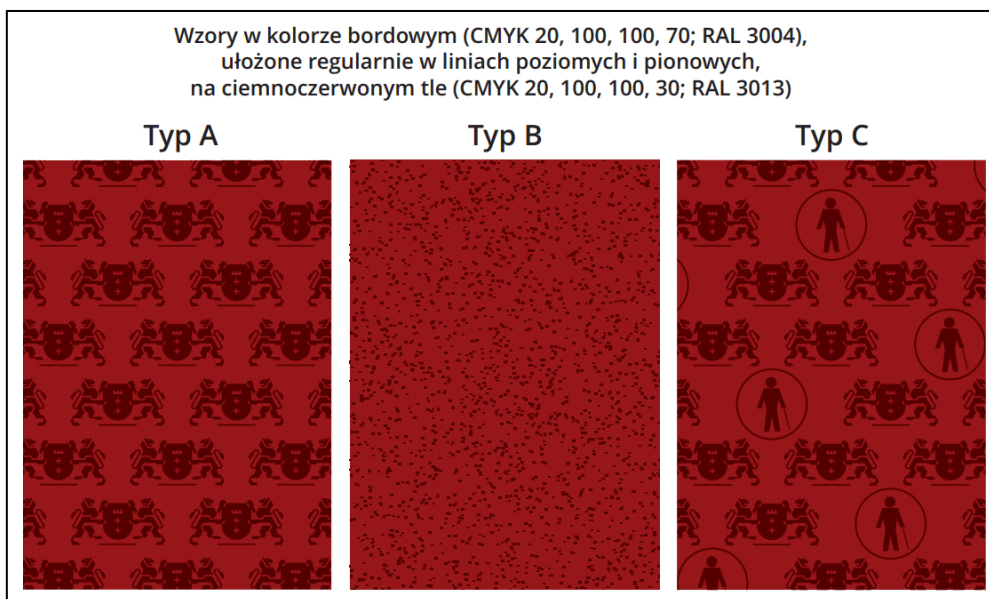 Wzory w kolorze bordowym (CMYK 20, 100, 100, 70; RAL 3004),
ułożone regularnie w liniach poziomych i pionowych,
na ciemnoczerwonym tle (CMYK 20, 100, 100, 30; RAL 3013)
Typ A
Typ B
Typ C